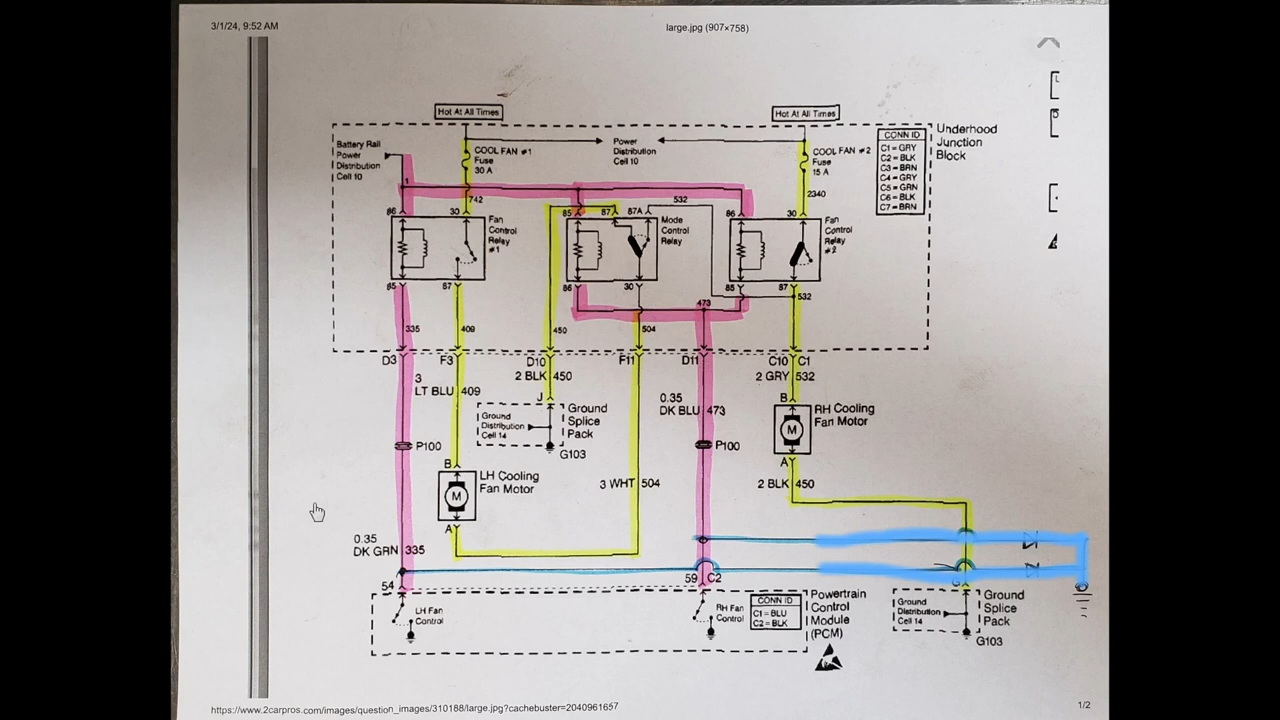 3/1/24, 9:52 AM
large.jpg (907×758)
Hot At All Times
Hot At All Times
Battery Rail
Power
Distribution
Cell 10
COOL FAN #1
Fuse
30 A
Power
Distribution
Cell 10
COOL FAN #2
Fuse
15 A
CONN ID
C1=GRY
C2=BLK
C3=BRN
C4=GRY
C5=GRN
C6=BLK
C7=BRN
Underhood
Junction
Block
1
742
532
2340
86
30
85
87
87A
86
30
Fan
Control
Relay
#1
Mode
Control
Relay
Fan
Control
Relay
#2
85
87
86
30
85
87
473
532
335
409
450
504
D3
F3
D10
F11
D11
C10
C1
3
LT BLU
409
2 BLK
450
0.35
DK BLU
473
2 GRY
532
J
B
Ground
Distribution
Cell 14
Ground
Splice
Pack
G103
M
RH Cooling
Fan Motor
P100
P100
B
A
M
LH Cooling
Fan Motor
3 WHT
504
2 BLK
450
A
0.35
DK GRN
335
54
59
C2
LH Fan
Control
RH Fan
Control
CONN ID
C1=BLU
C2=BLK
Powertrain
Control
Module
(PCM)
Ground
Distribution
Cell 14
Ground
Splice
Pack
G103
https://www.2carpros.com/images/question_images/310188/large.jpg?cachebuster=2040961657
1/2